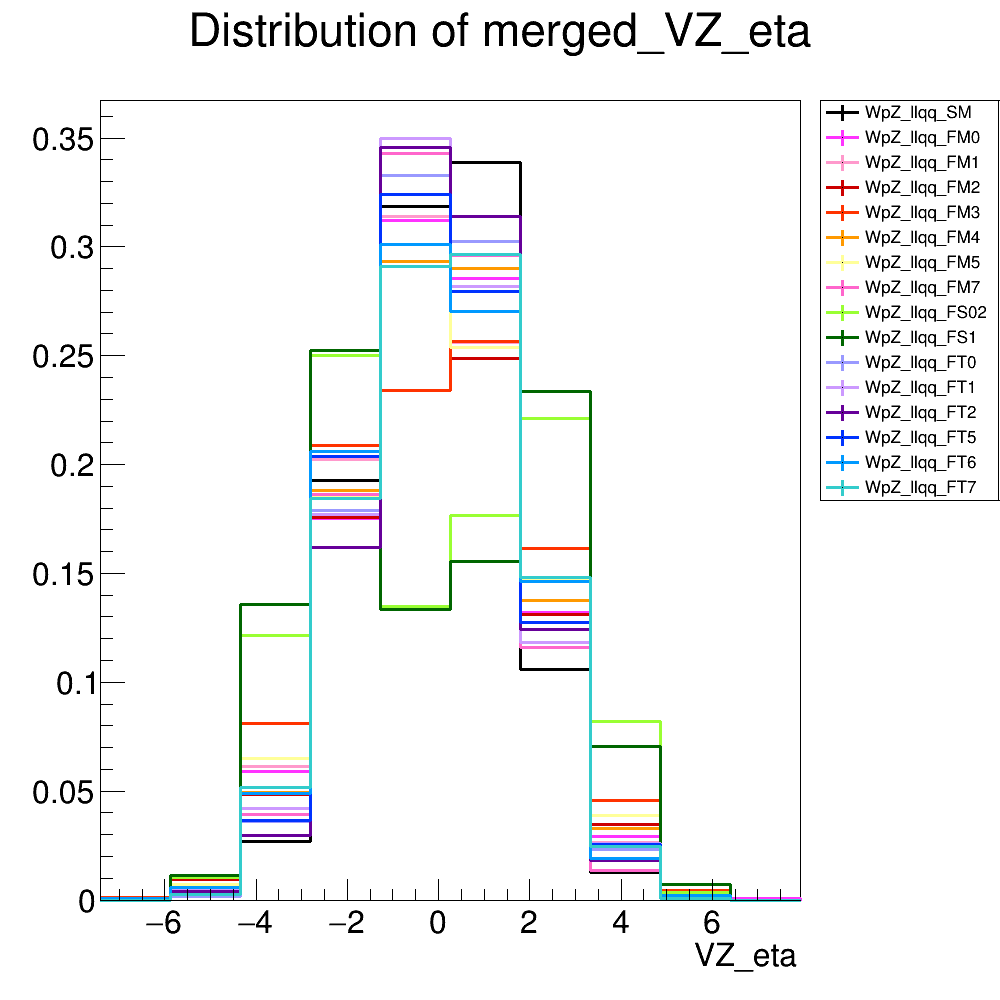 Distribution of merged_VZ_eta
0.35
0.3
0.25
0.2
0.15
0.1
0.05
0
−6 −4 −2 0 2 4 6
VZ_eta
WpZ_llqq_SM
WpZ_llqq_FM0
WpZ_llqq_FM1
WpZ_llqq_FM2
WpZ_llqq_FM3
WpZ_llqq_FM4
WpZ_llqq_FM5
WpZ_llqq_FM7
WpZ_llqq_FS02
WpZ_llqq_FS1
WpZ_llqq_FT0
WpZ_llqq_FT1
WpZ_llqq_FT2
WpZ_llqq_FT5
WpZ_llqq_FT6
WpZ_llqq_FT7